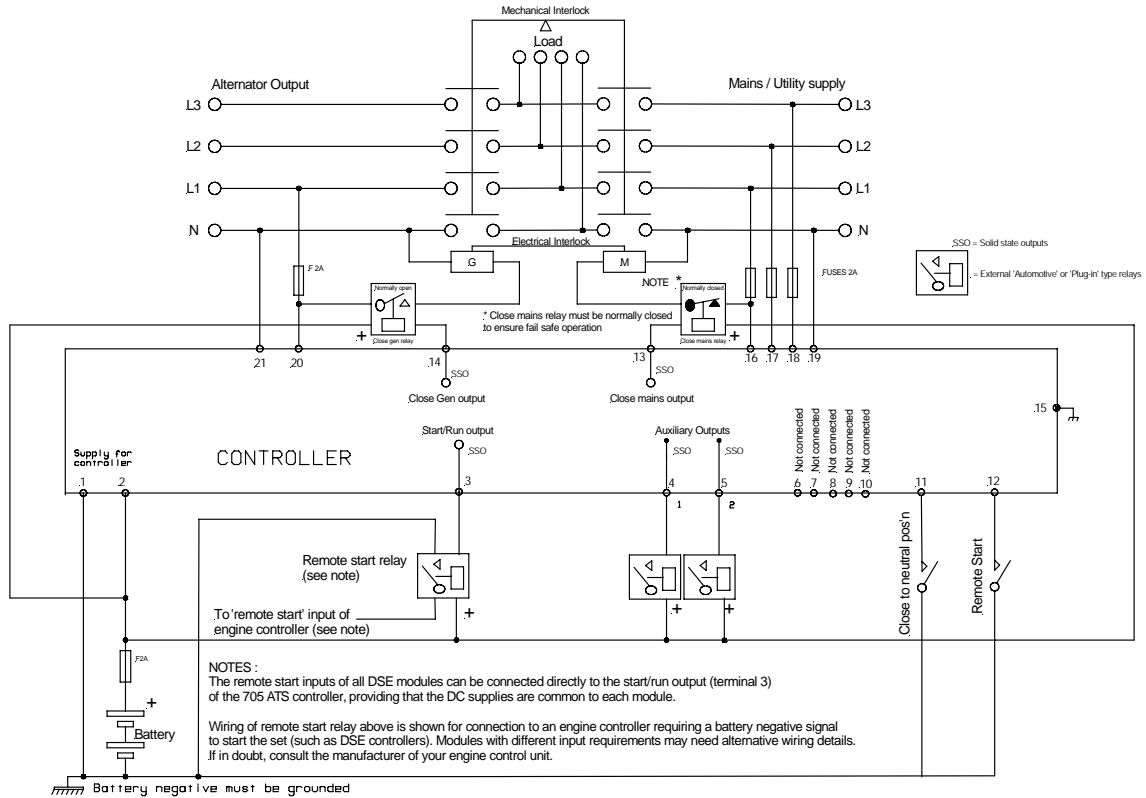 Mechanical Interlock
Load
Alternator Output
Mains / Utility supply
L3
L3
L2
L2
L1
L1
N
N
Electrical Interlock
G
M
SSO = Solid state outputs
= External 'Automotive' or 'Plug-in' type relays
F 2A
FUSES 2A
NOTE *
Normally open
Normally closed
* Close mains relay must be normally closed
to ensure fail safe operation
+
Close gen relay
Close mains relay
+
21
20
14
13
16
17
18
19
SSO
SSO
Close Gen output
Close mains output
15
Start/Run output
SSO
Auxiliary Outputs
SSO
SSO
Not connected
Not connected
Not connected
Not connected
Not connected
Supply for
controller
CONTROLLER
1
2
3
4
5
6
7
8
9
10
11
12
1
2
Remote start relay
(see note)
Close to neutral pos'n
Remote Start
+
+
+
To 'remote start' input of
engine controller (see note)
F2A
+
Battery
NOTES :
The remote start inputs of all DSE modules can be connected directly to the start/run output (terminal 3)
of the 705 ATS controller, providing that the DC supplies are common to each module.
Wiring of remote start relay above is shown for connection to an engine controller requiring a battery negative signal
to start the set (such as DSE controllers). Modules with different input requirements may need alternative wiring details.
If in doubt, consult the manufacturer of your engine control unit.
Battery negative must be grounded